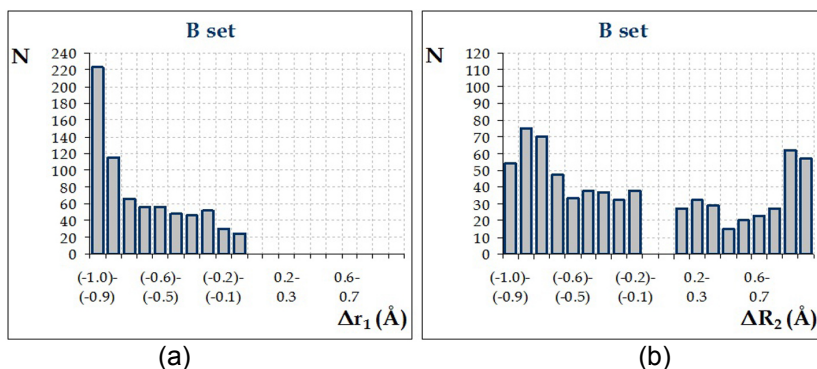 B set
N
240
220
200
180
160
140
120
100
80
60
40
20
0
(-1.0)- (-0.6)- (-0.2)- 0.2- 0.6-
(-0.9) (-0.5) (-0.1) 0.3 0.7
Δr₁ (Å)
(a)
B set
N
120
110
100
90
80
70
60
50
40
30
20
10
0
(-1.0)- (-0.6)- (-0.2)- 0.2- 0.6-
(-0.9) (-0.5) (-0.1) 0.3 0.7
ΔR₂ (Å)
(b)